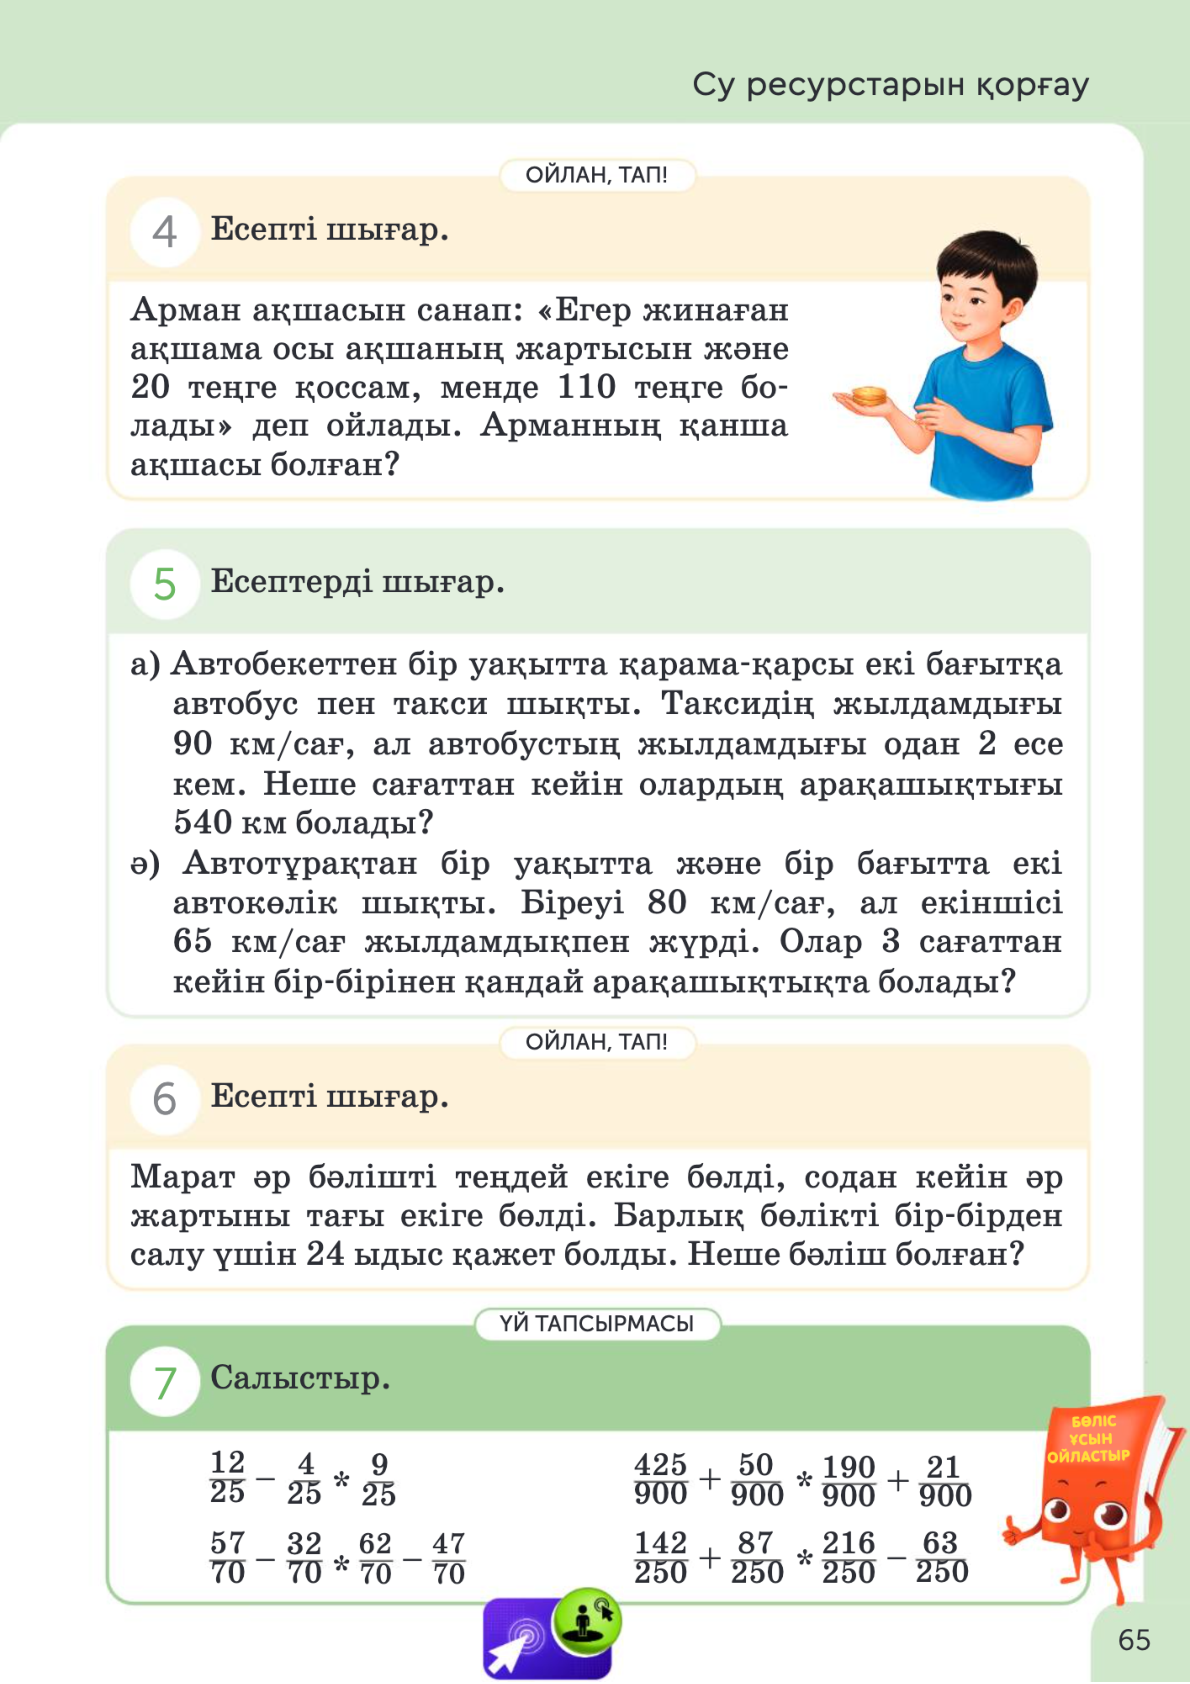 Су ресурстарын қорғау
ОЙЛАН, ТАП!
4 Есепті шығар.
Арман ақшасын санап: «Егер жинаған
ақшама осы ақшаның жартысын және
20 теңге қоссам, менде 110 теңге бо-
лады» деп ойлады. Арманның қанша
ақшасы болған?
5 Есептерді шығар.
а) Автобекеттен бір уақытта қарама-қарсы екі бағытқа
автобус пен такси шықты. Таксидің жылдамдығы
90 км/сағ, ал автобустың жылдамдығы одан 2 есе
кем. Неше сағаттан кейін олардың арақашықтығы
540 км болады?
ә) Автотұрақтан бір уақытта және бір бағытта екі
автокөлік шықты. Біреуі 80 км/сағ, ал екіншісі
65 км/сағ жылдамдықпен жүрді. Олар 3 сағаттан
кейін бір-бірінен қандай арақашықтықта болады?
ОЙЛАН, ТАП!
6 Есепті шығар.
Марат әр бәлішті теңдей екіге бөлді, содан кейін әр
жартыны тағы екіге бөлді. Барлық бөлікті бір-бірден
салу үшін 24 ыдыс қажет болды. Неше бәліш болған?
ҮЙ ТАПСЫРМАСЫ
7 Салыстыр.
12/25 − 4/25 * 9/25
425/900 + 50/900 * 190/900 + 21/900
57/70 − 32/70 * 62/70 − 47/70
142/250 + 87/250 * 216/250 − 63/250
БӨЛІС
ҰСЫН
ОЙЛАСТЫР
65